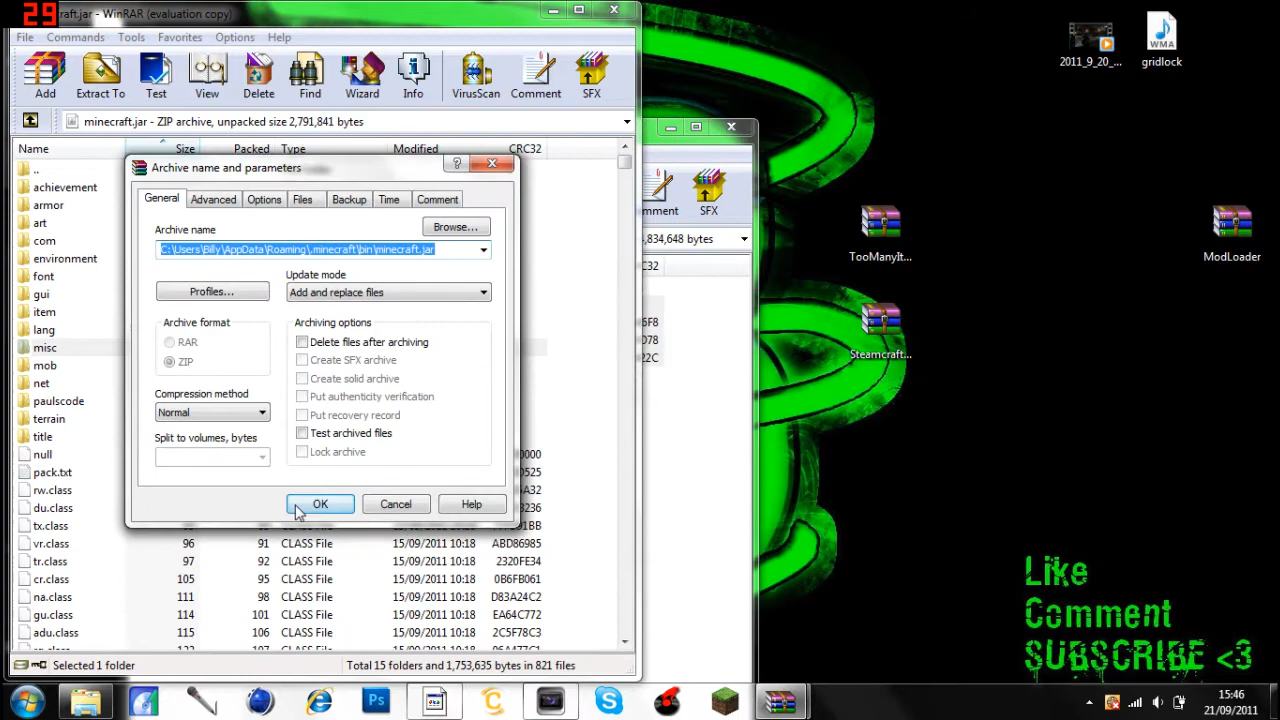 29
raft.jar - WinRAR (evaluation copy)
File Commands Tools Favorites Options Help
Add Extract To Test View Delete Find Wizard Info VirusScan Comment SFX
minecraft.jar - ZIP archive, unpacked size 2,791,841 bytes
Name Size Packed Type Modified CRC32
..
achievement
armor
art
com
environment
font
gui
item
lang
misc
mob
net
paulscode
terrain
title
null
pack.txt
rw.class
du.class
tx.class
vr.class 96 91 CLASS File 15/09/2011 10:18 ABD86985
tr.class 97 92 CLASS File 15/09/2011 10:18 2320FE34
cr.class 105 95 CLASS File 15/09/2011 10:18 0B6FB061
na.class 111 98 CLASS File 15/09/2011 10:18 D83A24C2
gu.class 114 101 CLASS File 15/09/2011 10:18 EA64C772
adu.class 115 106 CLASS File 15/09/2011 10:18 2C5F78C3
Selected 1 folder
Total 15 folders and 1,753,635 bytes in 821 files
Archive name and parameters
General Advanced Options Files Backup Time Comment
Archive name
Browse...
C:\Users\Billy\AppData\Roaming\.minecraft\bin\minecraft.jar
Profiles...
Update mode
Add and replace files
Archive format
RAR
ZIP
Compression method
Normal
Split to volumes, bytes
Archiving options
Delete files after archiving
Create SFX archive
Create solid archive
Put authenticity verification
Put recovery record
Test archived files
Lock archive
OK Cancel Help
0000
D525
A32
3236
91BB
mment SFX
,834,648 bytes
C32
6F8
D78
22C
2011_9_20_...
WMA
gridlock
TooManyIt...
ModLoader
Steamcraft...
Like
Comment
SUBSCRIBE <3
Ps
15:46
21/09/2011